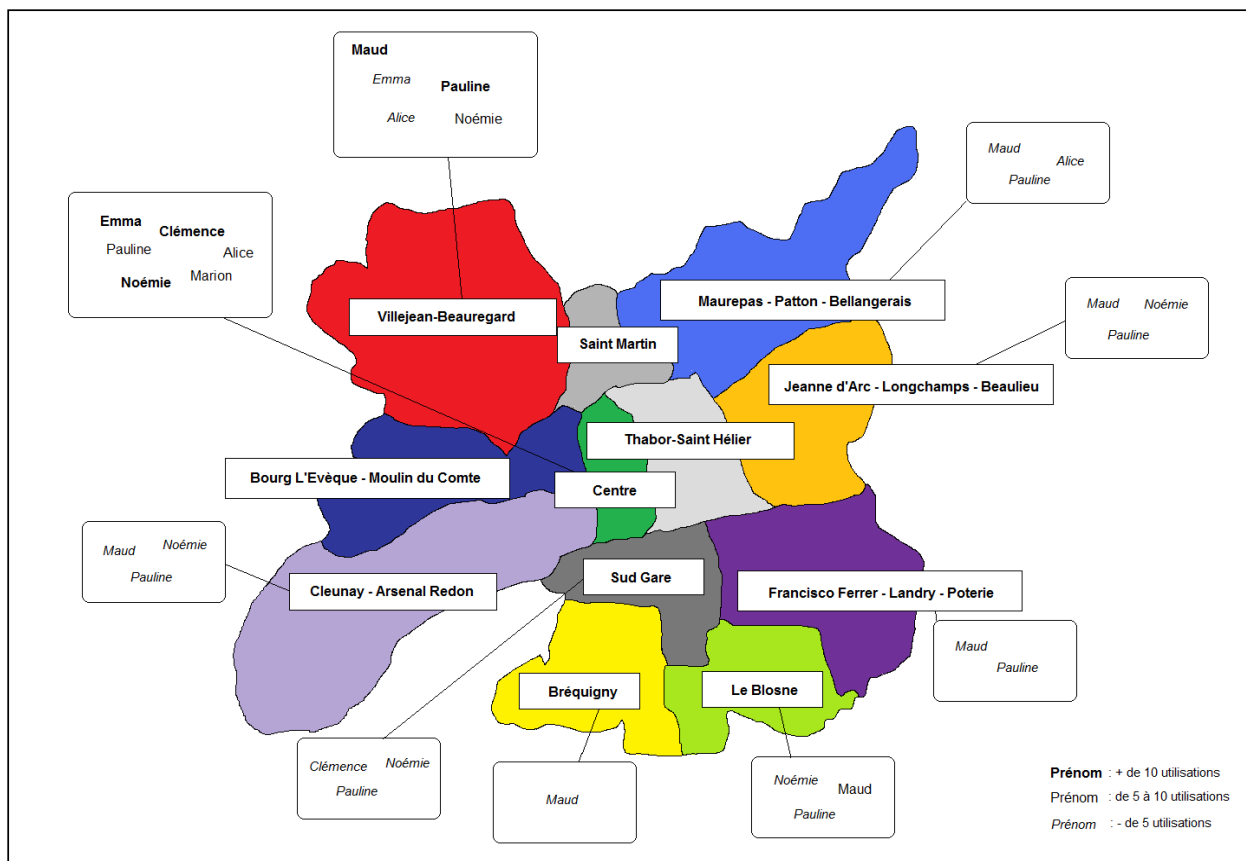 Maud
Emma
Pauline
Alice
Noémie
Maud
Alice
Pauline
Emma
Clémence
Pauline
Alice
Noémie
Marion
Maurepas - Patton - Bellangerais
Villejean-Beauregard
Saint Martin
Maud
Noémie
Pauline
Jeanne d'Arc - Longchamps - Beaulieu
Thabor-Saint Hélier
Bourg L'Evèque - Moulin du Comte
Centre
Maud
Noémie
Pauline
Cleunay - Arsenal Redon
Sud Gare
Francisco Ferrer - Landry - Poterie
Maud
Pauline
Bréquigny
Le Blosne
Clémence
Noémie
Pauline
Maud
Noémie
Maud
Pauline
Prénom : + de 10 utilisations
Prénom : de 5 à 10 utilisations
Prénom : - de 5 utilisations